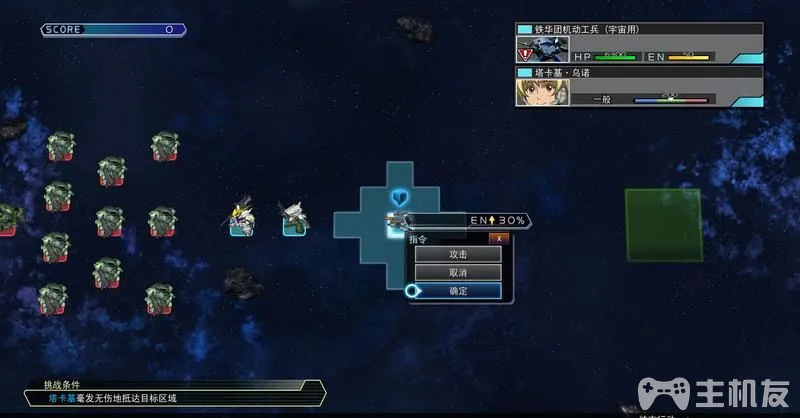 SCORE 0
铁华团机动工兵（宇宙用）
HP EN
塔卡基·乌诺
一般
EN 30%
指令 x
攻击
取消
确定
挑战条件
塔卡基毫发无伤地抵达目标区域
主机友